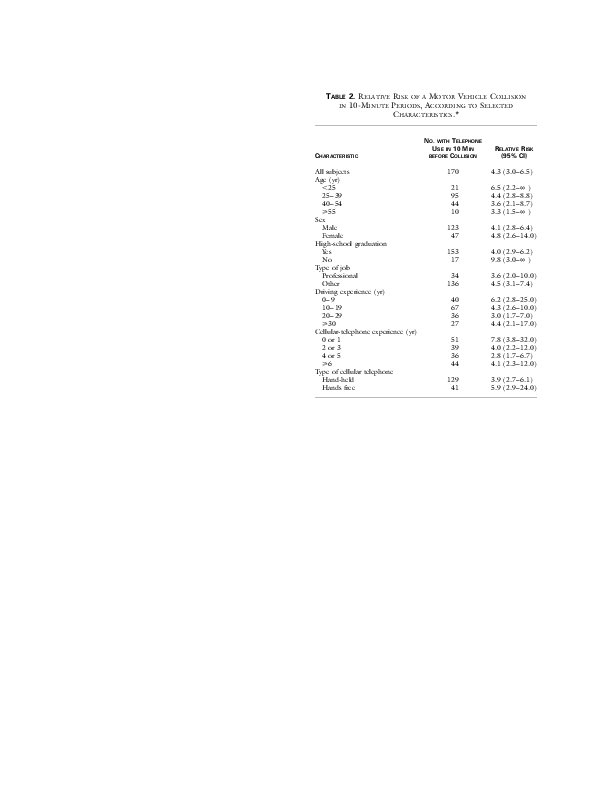 TABLE 2. RELATIVE RISK OF A MOTOR VEHICLE COLLISION
IN 10-MINUTE PERIODS, ACCORDING TO SELECTED
CHARACTERISTICS.*
CHARACTERISTIC NO. WITH TELEPHONE USE IN 10 MIN BEFORE COLLISION RELATIVE RISK (95% CI)
All subjects 170 4.3 (3.0–6.5)
Age (yr)
<25 21 6.5 (2.2–∞ )
25–39 95 4.4 (2.8–8.8)
40–54 44 3.6 (2.1–8.7)
≥55 10 3.3 (1.5–∞ )
Sex
Male 123 4.1 (2.8–6.4)
Female 47 4.8 (2.6–14.0)
High-school graduation
Yes 153 4.0 (2.9–6.2)
No 17 9.8 (3.0–∞ )
Type of job
Professional 34 3.6 (2.0–10.0)
Other 136 4.5 (3.1–7.4)
Driving experience (yr)
0–9 40 6.2 (2.8–25.0)
10–19 67 4.3 (2.6–10.0)
20–29 36 3.0 (1.7–7.0)
≥30 27 4.4 (2.1–17.0)
Cellular-telephone experience (yr)
0 or 1 51 7.8 (3.8–32.0)
2 or 3 39 4.0 (2.2–12.0)
4 or 5 36 2.8 (1.7–6.7)
≥6 44 4.1 (2.3–12.0)
Type of cellular telephone
Hand-held 129 3.9 (2.7–6.1)
Hands free 41 5.9 (2.9–24.0)